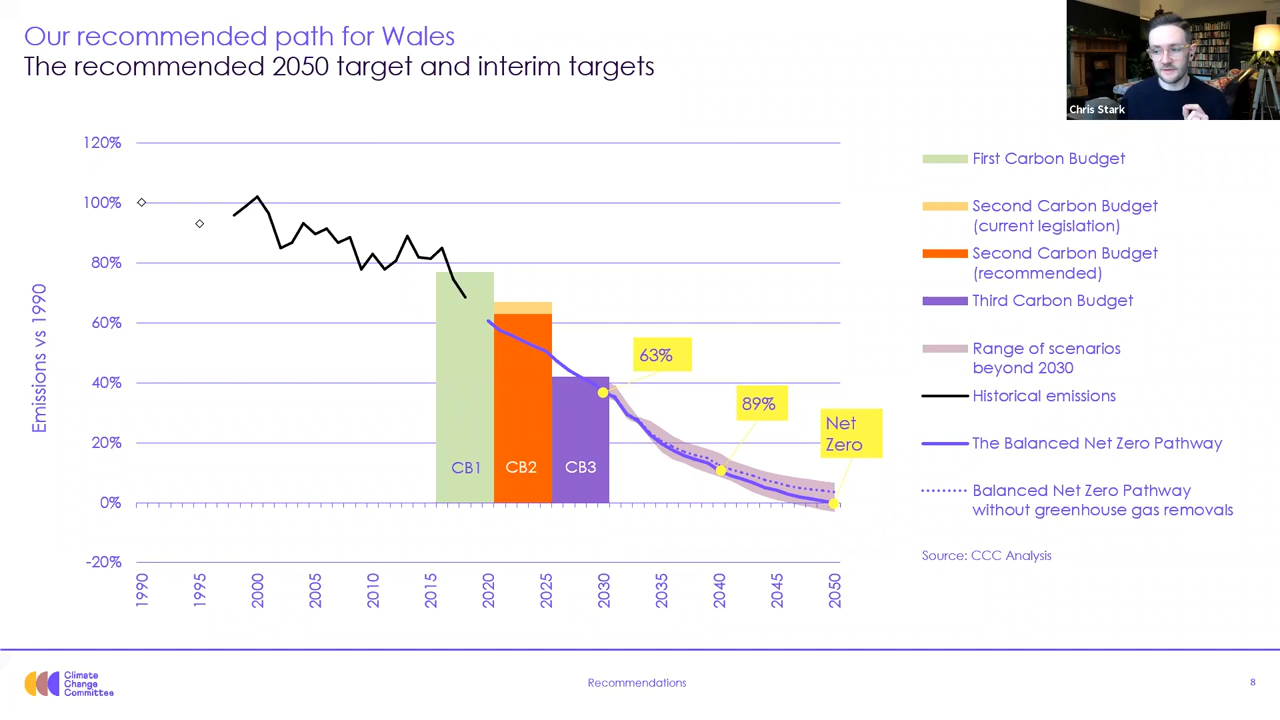 Our recommended path for Wales
The recommended 2050 target and interim targets
Chris Stark
120%
100%
80%
60%
40%
20%
0%
-20%
Emissions vs 1990
CB1
CB2
CB3
63%
89%
Net
Zero
1990
1995
2000
2005
2010
2015
2020
2025
2030
2035
2040
2045
2050
First Carbon Budget
Second Carbon Budget
(current legislation)
Second Carbon Budget
(recommended)
Third Carbon Budget
Range of scenarios
beyond 2030
Historical emissions
The Balanced Net Zero Pathway
Balanced Net Zero Pathway
without greenhouse gas removals
Source: CCC Analysis
Climate
Change
Committee
Recommendations
8